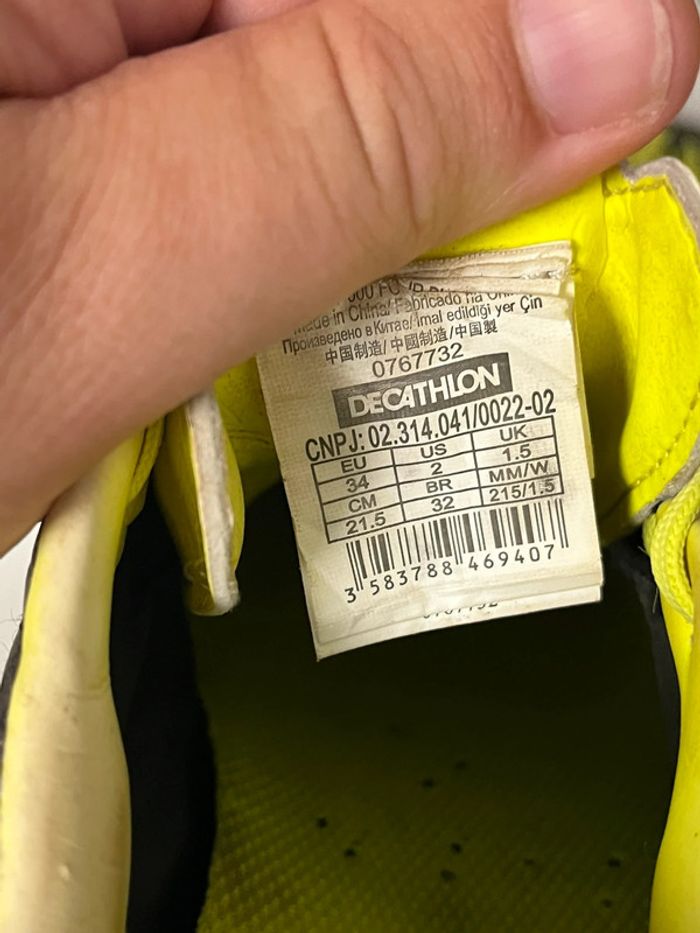 Made in China/ Fabricado na
Произведено в Китае/ imal edildiği yer Çin
中国制造/ 中國製造/中国製
0767732
DECATHLON
CNPJ: 02.314.041/0022-02
EU US UK
34 2 1.5
CM BR MM/W
21.5 32 215/1.5
3 583788 469407